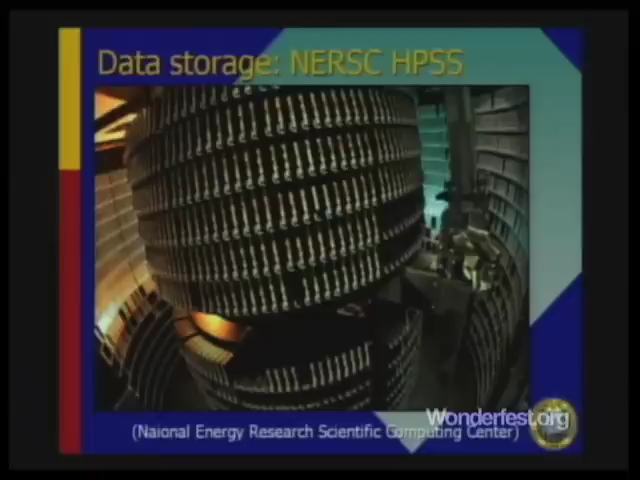 Data storage: NERSC HPSS
Wonderfest.org
(Naional Energy Research Scientific Computing Center)